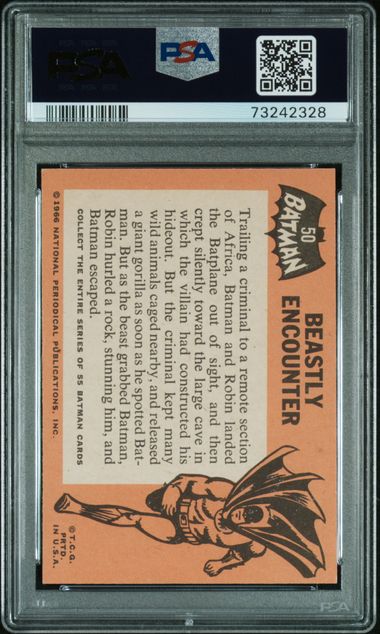 PSA
PSA
73242328
50
BATMAN
BEASTLY
ENCOUNTER
Trailing a criminal to a remote section
of Africa, Batman and Robin landed
the Batplane out of sight, and then
crept silently toward the large cave in
which the villain had constructed his
hideout. But the criminal kept many
wild animals caged nearby, and released
a giant gorilla as soon as he spotted Bat-
man. But as the beast grabbed Batman,
Robin hurled a rock, stunning him, and
Batman escaped.
COLLECT THE ENTIRE SERIES OF 55 BATMAN CARDS
© 1966 NATIONAL PERIODICAL PUBLICATIONS, INC.
© T.C.G.
PRTD.
IN U.S.A.
PSA